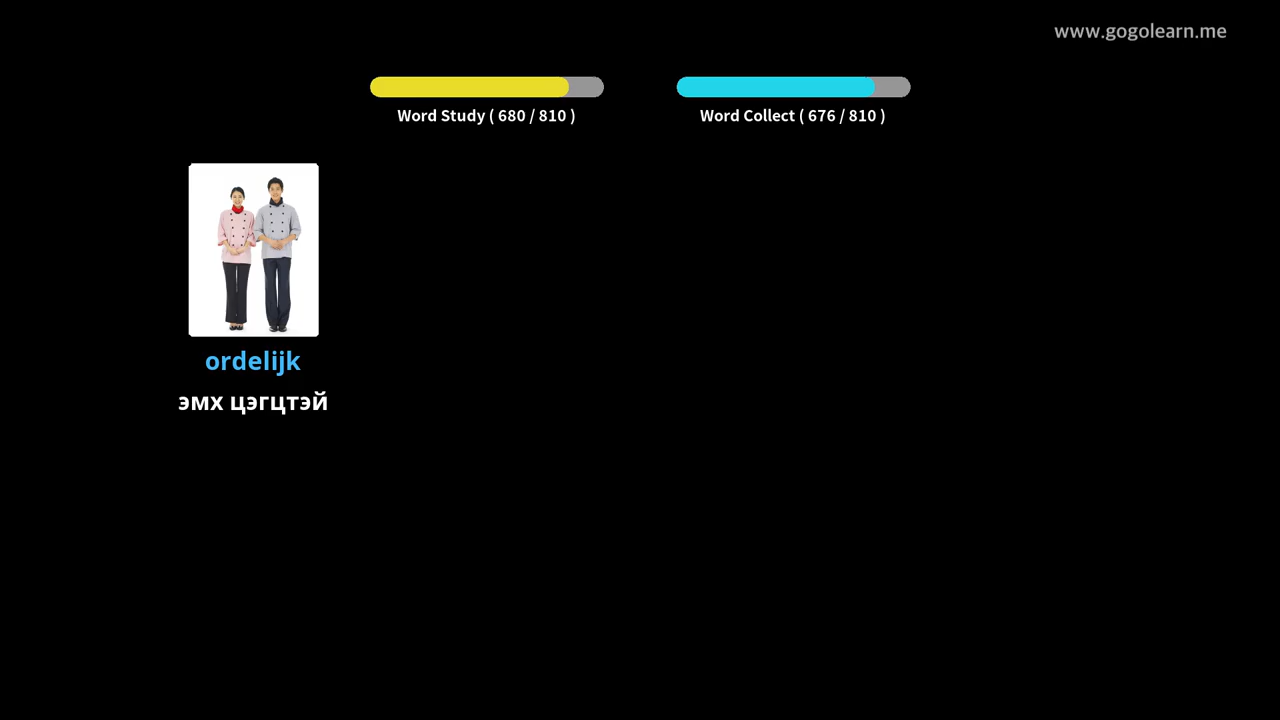 www.gogolearn.me
Word Study ( 680 / 810 )
Word Collect ( 676 / 810 )
ordelijk
эмх цэгцтэй